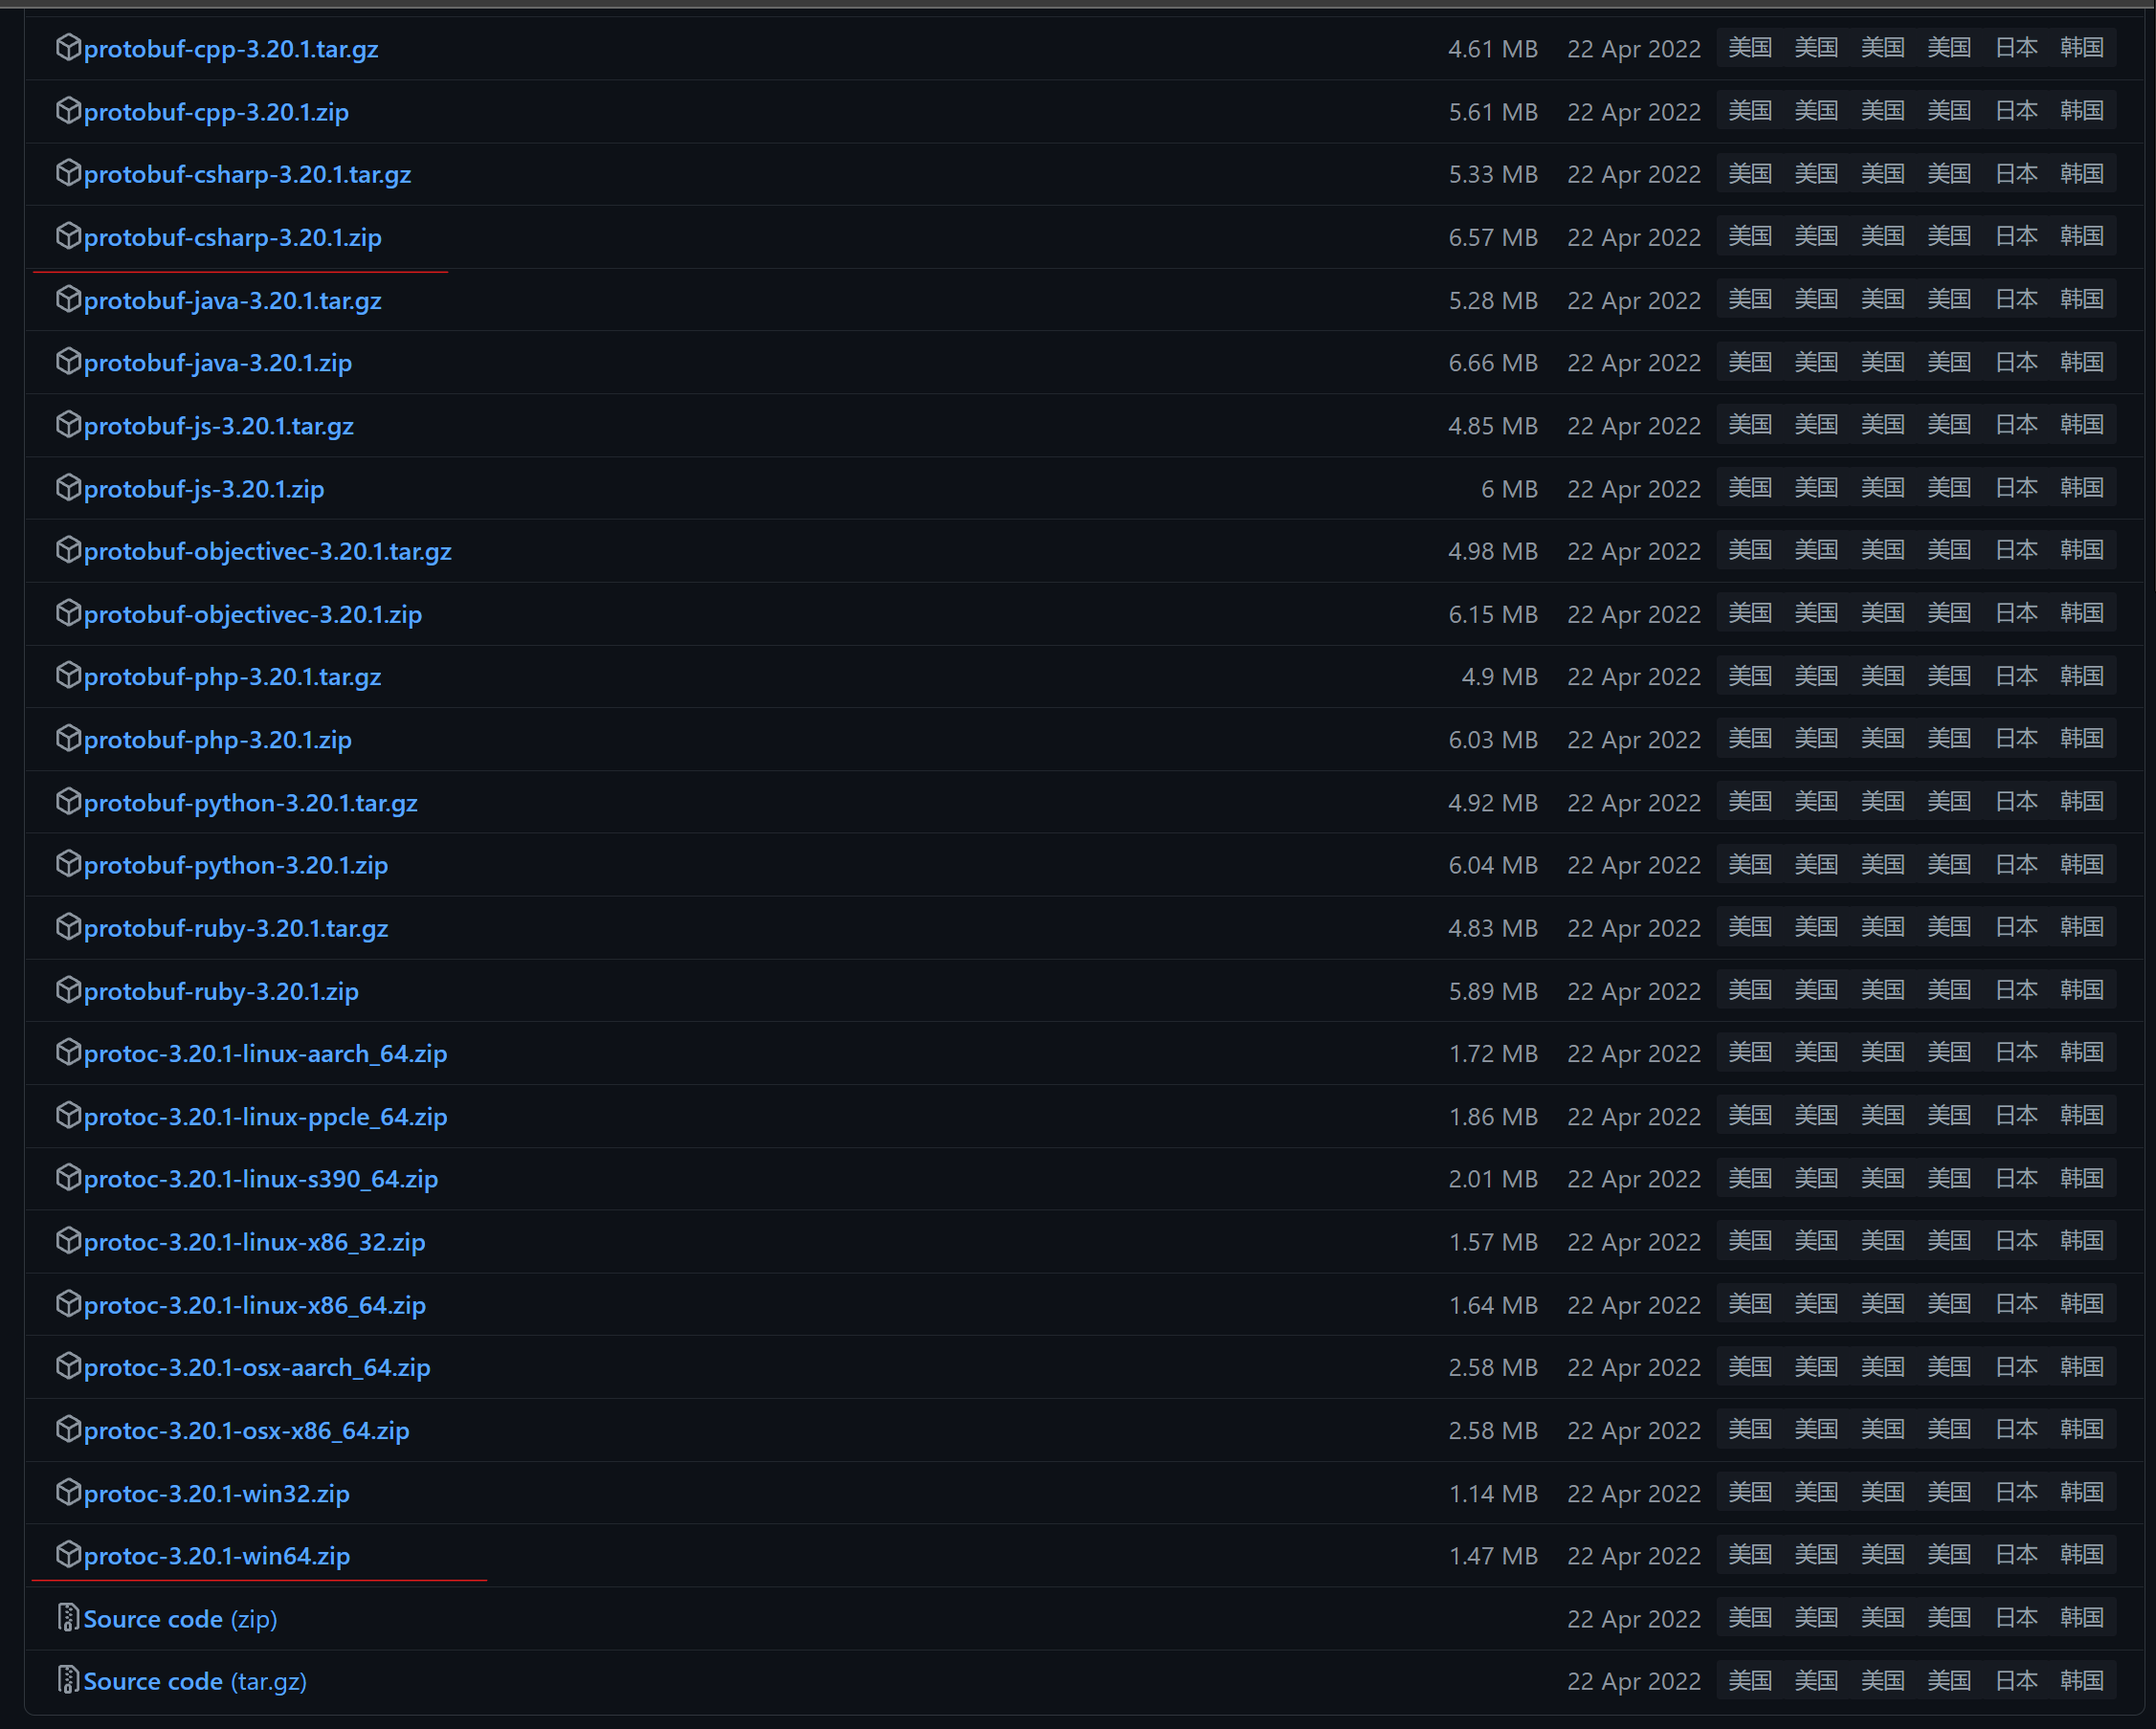 protobuf-cpp-3.20.1.tar.gz 4.61 MB 22 Apr 2022 美国 美国 美国 美国 日本 韩国
protobuf-cpp-3.20.1.zip 5.61 MB 22 Apr 2022 美国 美国 美国 美国 日本 韩国
protobuf-csharp-3.20.1.tar.gz 5.33 MB 22 Apr 2022 美国 美国 美国 美国 日本 韩国
protobuf-csharp-3.20.1.zip 6.57 MB 22 Apr 2022 美国 美国 美国 美国 日本 韩国
protobuf-java-3.20.1.tar.gz 5.28 MB 22 Apr 2022 美国 美国 美国 美国 日本 韩国
protobuf-java-3.20.1.zip 6.66 MB 22 Apr 2022 美国 美国 美国 美国 日本 韩国
protobuf-js-3.20.1.tar.gz 4.85 MB 22 Apr 2022 美国 美国 美国 美国 日本 韩国
protobuf-js-3.20.1.zip 6 MB 22 Apr 2022 美国 美国 美国 美国 日本 韩国
protobuf-objectivec-3.20.1.tar.gz 4.98 MB 22 Apr 2022 美国 美国 美国 美国 日本 韩国
protobuf-objectivec-3.20.1.zip 6.15 MB 22 Apr 2022 美国 美国 美国 美国 日本 韩国
protobuf-php-3.20.1.tar.gz 4.9 MB 22 Apr 2022 美国 美国 美国 美国 日本 韩国
protobuf-php-3.20.1.zip 6.03 MB 22 Apr 2022 美国 美国 美国 美国 日本 韩国
protobuf-python-3.20.1.tar.gz 4.92 MB 22 Apr 2022 美国 美国 美国 美国 日本 韩国
protobuf-python-3.20.1.zip 6.04 MB 22 Apr 2022 美国 美国 美国 美国 日本 韩国
protobuf-ruby-3.20.1.tar.gz 4.83 MB 22 Apr 2022 美国 美国 美国 美国 日本 韩国
protobuf-ruby-3.20.1.zip 5.89 MB 22 Apr 2022 美国 美国 美国 美国 日本 韩国
protoc-3.20.1-linux-aarch_64.zip 1.72 MB 22 Apr 2022 美国 美国 美国 美国 日本 韩国
protoc-3.20.1-linux-ppcle_64.zip 1.86 MB 22 Apr 2022 美国 美国 美国 美国 日本 韩国
protoc-3.20.1-linux-s390_64.zip 2.01 MB 22 Apr 2022 美国 美国 美国 美国 日本 韩国
protoc-3.20.1-linux-x86_32.zip 1.57 MB 22 Apr 2022 美国 美国 美国 美国 日本 韩国
protoc-3.20.1-linux-x86_64.zip 1.64 MB 22 Apr 2022 美国 美国 美国 美国 日本 韩国
protoc-3.20.1-osx-aarch_64.zip 2.58 MB 22 Apr 2022 美国 美国 美国 美国 日本 韩国
protoc-3.20.1-osx-x86_64.zip 2.58 MB 22 Apr 2022 美国 美国 美国 美国 日本 韩国
protoc-3.20.1-win32.zip 1.14 MB 22 Apr 2022 美国 美国 美国 美国 日本 韩国
protoc-3.20.1-win64.zip 1.47 MB 22 Apr 2022 美国 美国 美国 美国 日本 韩国
Source code (zip) 22 Apr 2022 美国 美国 美国 美国 日本 韩国
Source code (tar.gz) 22 Apr 2022 美国 美国 美国 美国 日本 韩国